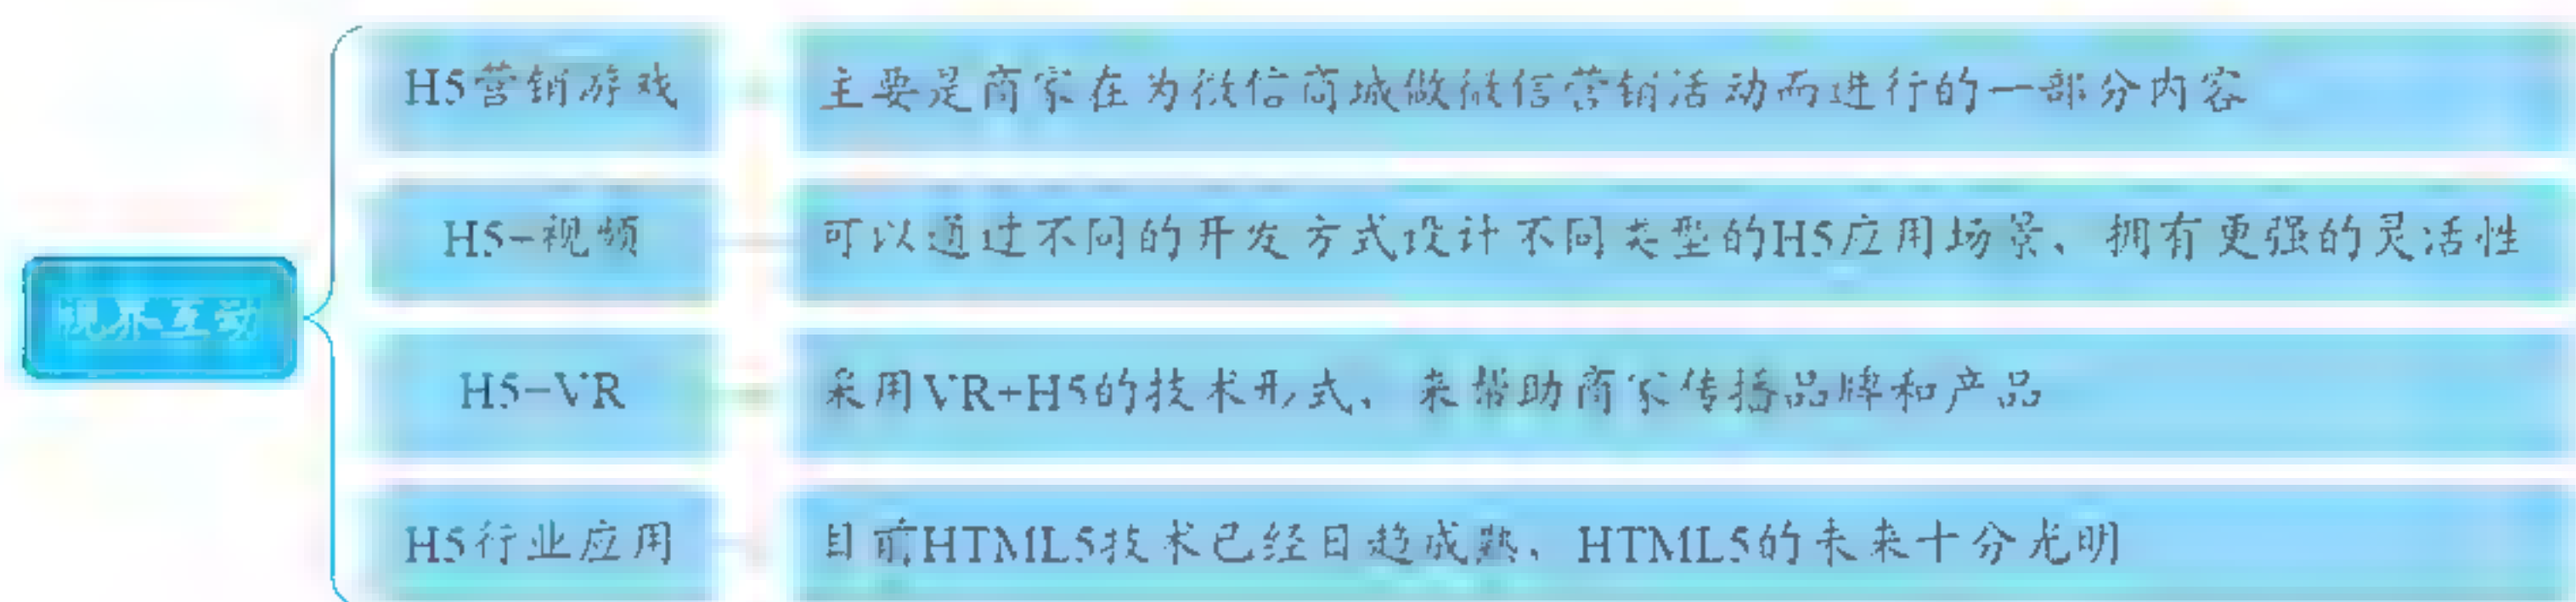 H5营销游戏
主要是商家在为微信商城做微信营销活动而进行的一部分内容
H5-视频
可以通过不同的开发方式设计不同类型的H5应用场景、拥有更强的灵活性
互动
H5-VR
采用VR+H5的技术形式、来帮助商家传播品牌和产品
H5行业应用
目前HTML5技术已经日趋成熟、HTML5的未来十分光明